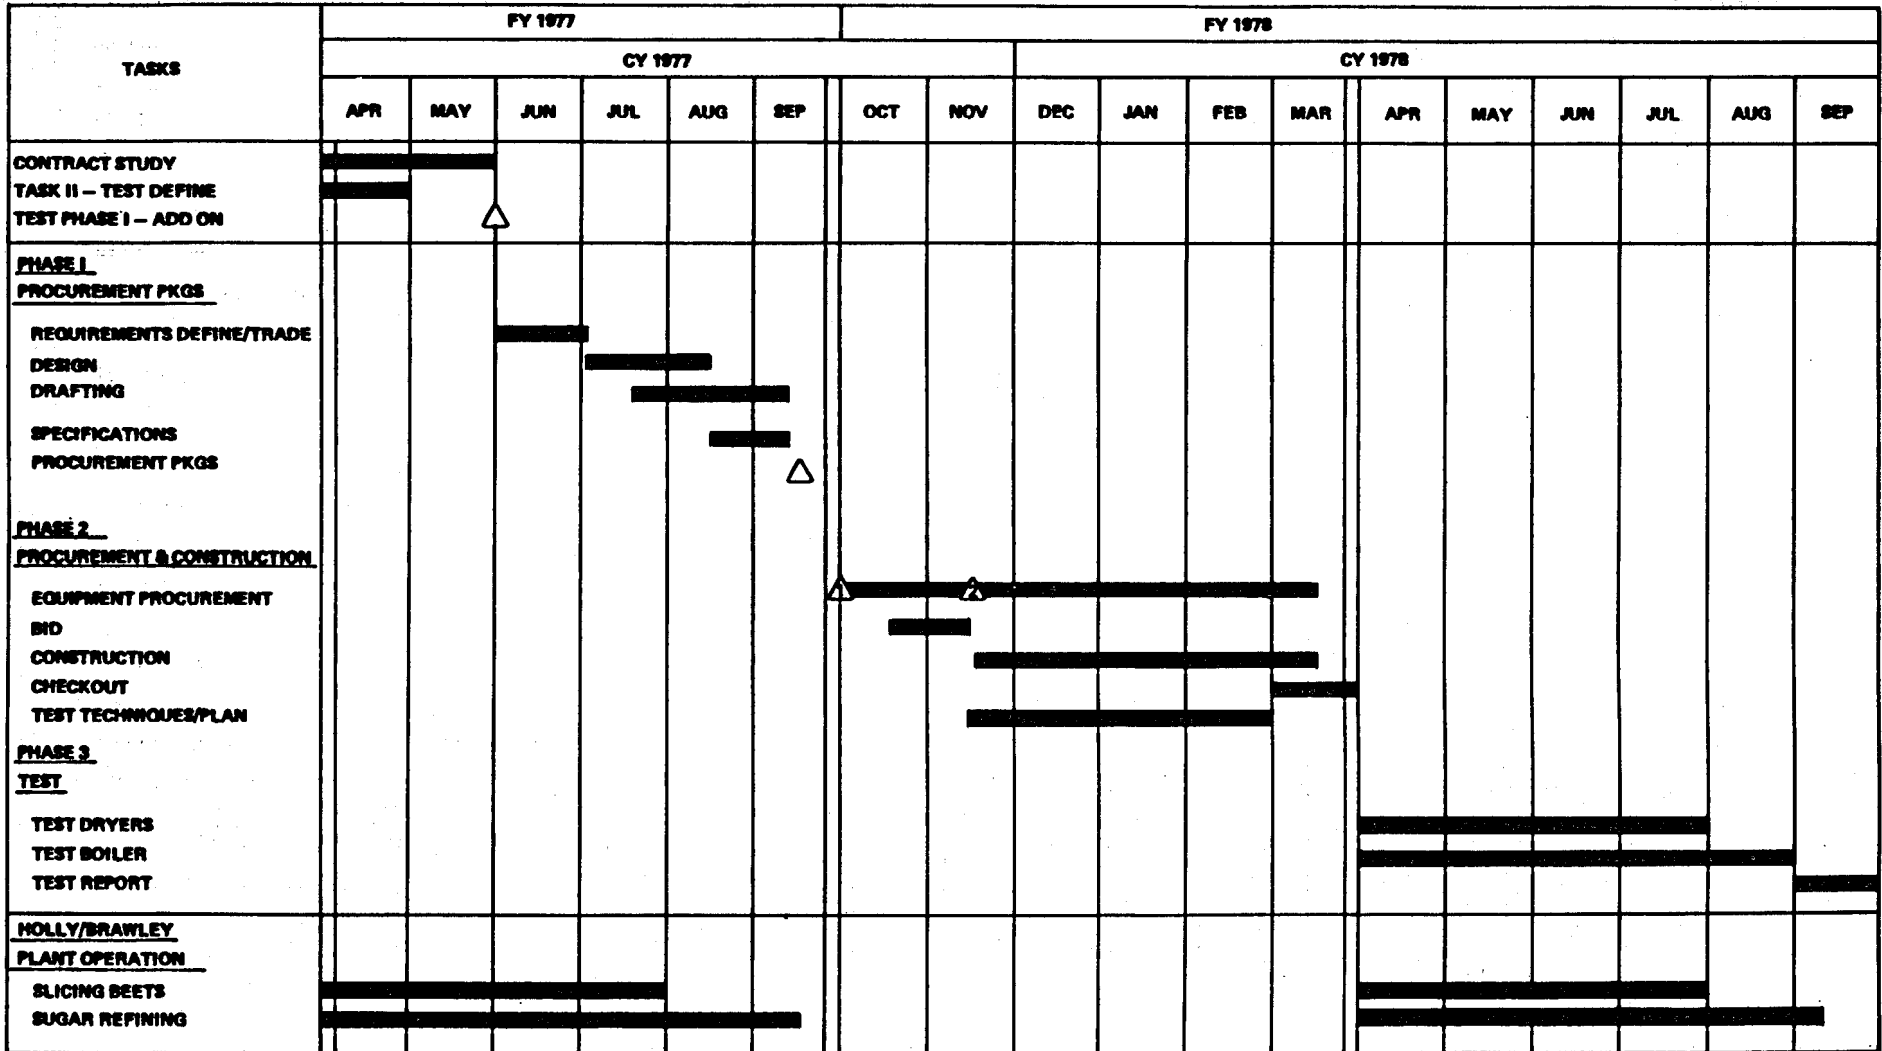 FY 1977
FY 1978
TASKS
CY 1977
CY 1978
APR MAY JUN JUL AUG SEP OCT NOV DEC JAN FEB MAR APR MAY JUN JUL AUG SEP
CONTRACT STUDY
TASK II — TEST DEFINE
TEST PHASE I — ADD ON
PHASE I
PROCUREMENT PKGS
REQUIREMENTS DEFINE/TRADE
DESIGN
DRAFTING
SPECIFICATIONS
PROCUREMENT PKGS
PHASE 2
PROCUREMENT & CONSTRUCTION
1 2
EQUIPMENT PROCUREMENT
BID
CONSTRUCTION
CHECKOUT
TEST TECHNIQUES/PLAN
PHASE 3
TEST
TEST DRYERS
TEST BOILER
TEST REPORT
HOLLY/BRAWLEY
PLANT OPERATION
SLICING BEETS
SUGAR REFINING